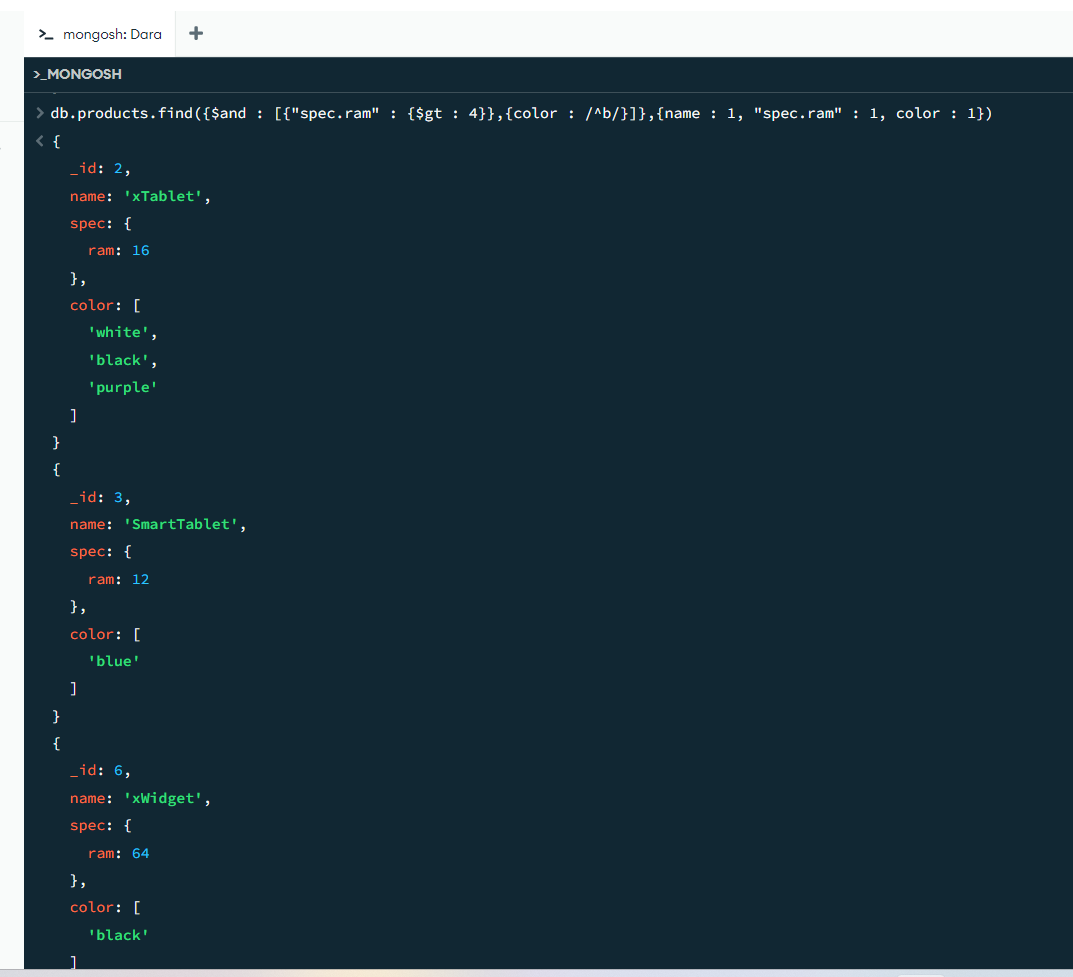 >_ mongosh: Dara +
>_MONGOSH
> db.products.find({$and : [{"spec.ram" : {$gt : 4}},{color : /^b/}]},{name : 1, "spec.ram" : 1, color : 1})
< {
_id: 2,
name: 'xTablet',
spec: {
ram: 16
},
color: [
'white',
'black',
'purple'
]
}
{
_id: 3,
name: 'SmartTablet',
spec: {
ram: 12
},
color: [
'blue'
]
}
{
_id: 6,
name: 'xWidget',
spec: {
ram: 64
},
color: [
'black'
]